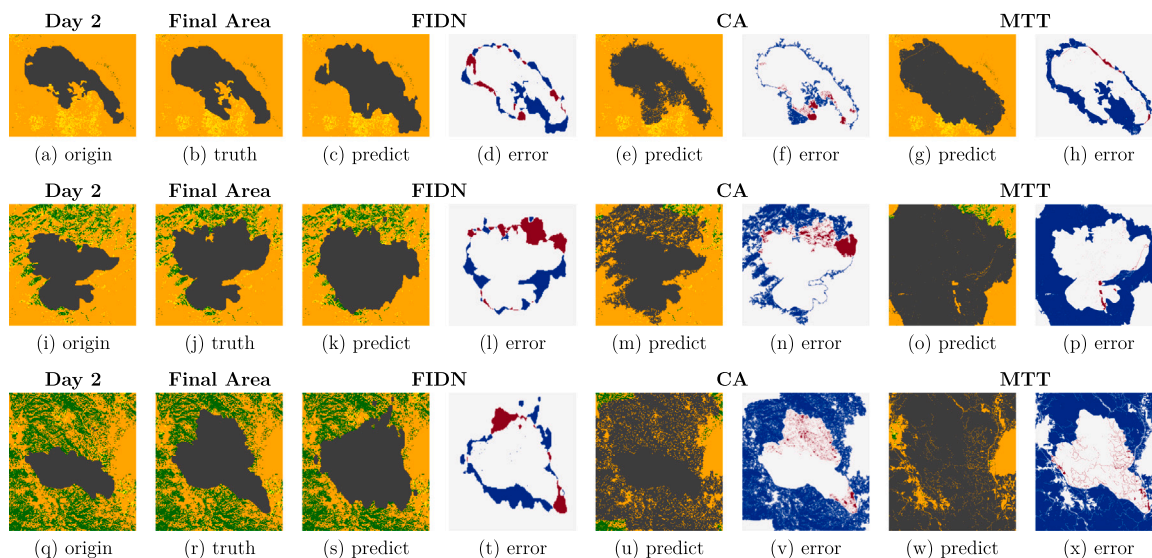 Day 2 Final Area FIDN CA MTT
(a) origin (b) truth (c) predict (d) error (e) predict (f) error (g) predict (h) error
Day 2 Final Area FIDN CA MTT
(i) origin (j) truth (k) predict (l) error (m) predict (n) error (o) predict (p) error
Day 2 Final Area FIDN CA MTT
(q) origin (r) truth (s) predict (t) error (u) predict (v) error (w) predict (x) error